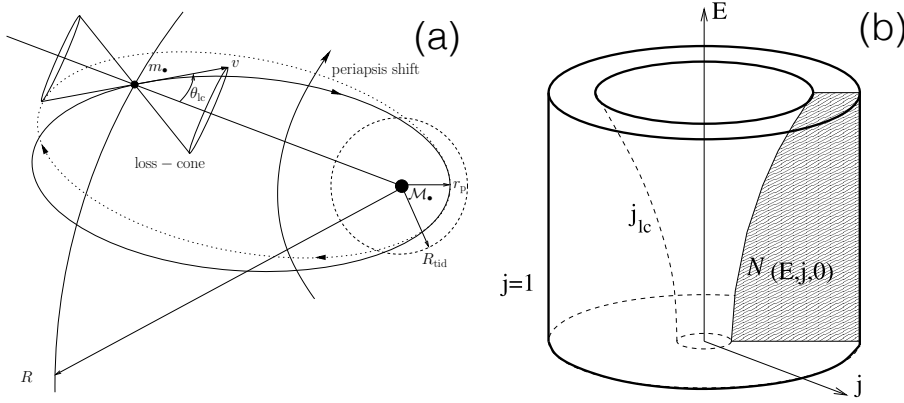 (a)
m•
v
θlc
periapsis shift
loss – cone
M•
rp
Rtid
R
(b)
E
jlc
j=1
N(E,j,0)
j